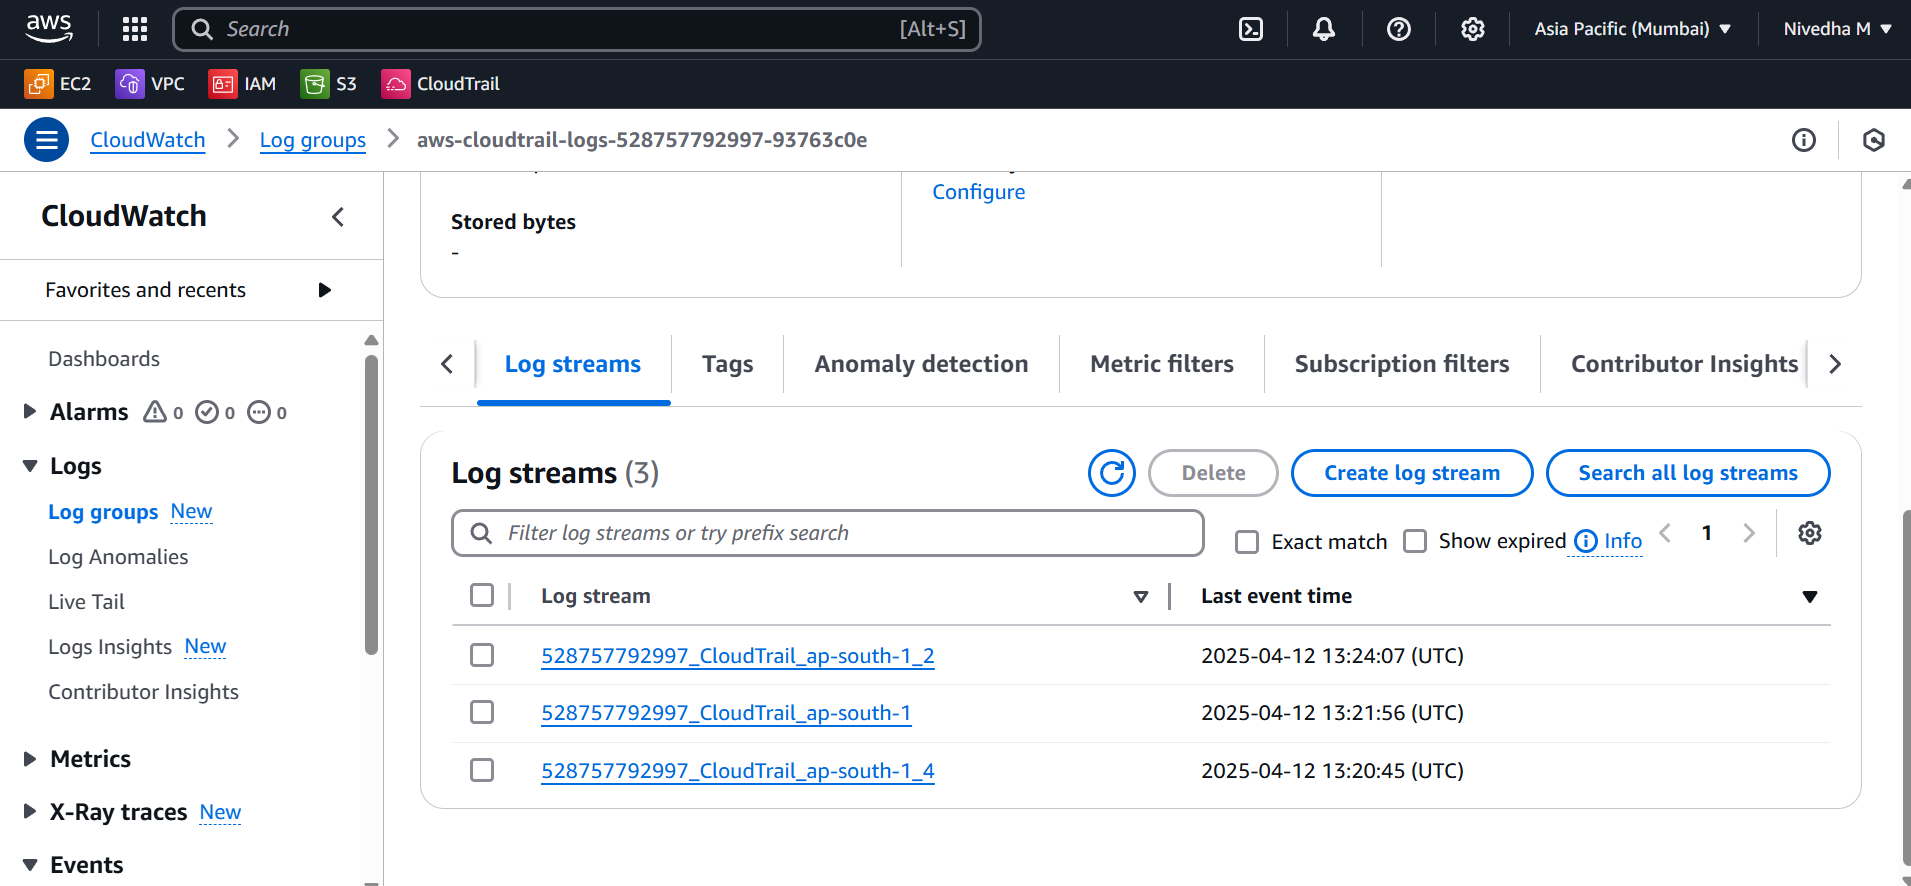 aws
Search [Alt+S]
Asia Pacific (Mumbai) ▼
Nivedha M ▼
EC2 VPC IAM S3 CloudTrail
CloudWatch > Log groups > aws-cloudtrail-logs-528757792997-93763c0e
CloudWatch
Favorites and recents
Dashboards
Alarms 0 0 0
Logs
Log groups New
Log Anomalies
Live Tail
Logs Insights New
Contributor Insights
Metrics
X-Ray traces New
Events
Configure
Stored bytes
-
Log streams Tags Anomaly detection Metric filters Subscription filters Contributor Insights
Log streams (3)
Delete Create log stream Search all log streams
Filter log streams or try prefix search
Exact match Show expired Info 1
Log stream Last event time
528757792997_CloudTrail_ap-south-1_2 2025-04-12 13:24:07 (UTC)
528757792997_CloudTrail_ap-south-1 2025-04-12 13:21:56 (UTC)
528757792997_CloudTrail_ap-south-1_4 2025-04-12 13:20:45 (UTC)